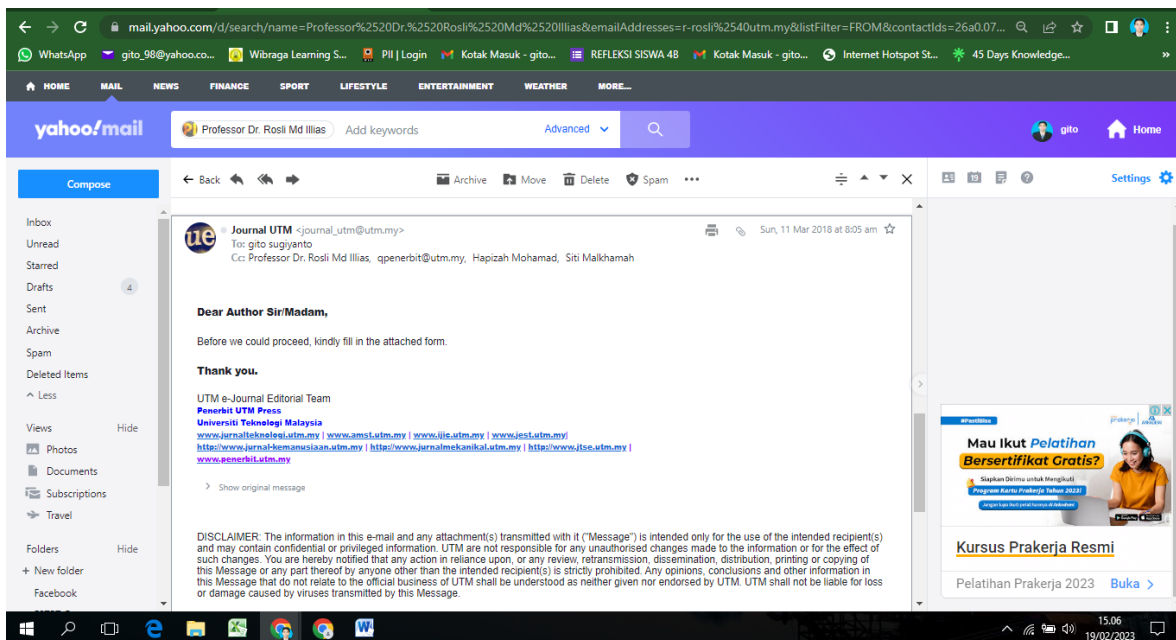 mail.yahoo.com/d/search/name=Professor%2520Dr.%2520Rosli%2520Md%2520Illias&emailAddresses=r-rosli%2540utm.my&listFilter=FROM&contactIds=26a0.07...
WhatsApp gito_98@yahoo.co... Wibraga Learning S... PII | Login Kotak Masuk - gito... REFLEKSI SISWA 4B Kotak Masuk - gito... Internet Hotspot St... 45 Days Knowledge... »
HOME MAIL NEWS FINANCE SPORT LIFESTYLE ENTERTAINMENT WEATHER MORE...
yahoo!mail Professor Dr. Rosli Md Illias Add keywords Advanced gito Home
Compose Back Archive Move Delete Spam ••• Settings
Inbox
Unread
Starred
Drafts 4
Sent
Archive
Spam
Deleted Items
Less
Views Hide
Photos
Documents
Subscriptions
Travel
Folders Hide
+ New folder
Facebook
ue
Journal UTM <journal_utm@utm.my> Sun, 11 Mar 2018 at 8:05 am
To: gito sugiyanto
Cc: Professor Dr. Rosli Md Illias, qpenerbit@utm.my, Hapizah Mohamad, Siti Malkhamah
Dear Author Sir/Madam,
Before we could proceed, kindly fill in the attached form.
Thank you.
UTM e-Journal Editorial Team
Penerbit UTM Press
Universiti Teknologi Malaysia
www.jurnalteknologi.utm.my | www.amst.utm.my | www.ijie.utm.my | www.jest.utm.my|
http://www.jurnal-kemanusiaan.utm.my | http://www.jurnalmekanikal.utm.my | http://www.jtse.utm.my |
www.penerbit.utm.my
Show original message
DISCLAIMER: The information in this e-mail and any attachment(s) transmitted with it ("Message") is intended only for the use of the intended recipient(s)
and may contain confidential or privileged information. UTM are not responsible for any unauthorised changes made to the information or for the effect of
such changes. You are hereby notified that any action in reliance upon, or any review, retransmission, dissemination, distribution, printing or copying of
this Message or any part thereof by anyone other than the intended recipient(s) is strictly prohibited. Any opinions, conclusions and other information in
this Message that do not relate to the official business of UTM shall be understood as neither given nor endorsed by UTM. UTM shall not be liable for loss
or damage caused by viruses transmitted by this Message.
#PastiBisa prakerja
Mau Ikut Pelatihan
Bersertifikat Gratis?
Siapkan Dirimu untuk Mengikuti
Program Kartu Prakerja Tahun 2023!
Kursus Prakerja Resmi
Pelatihan Prakerja 2023 Buka
15.06
19/02/2023